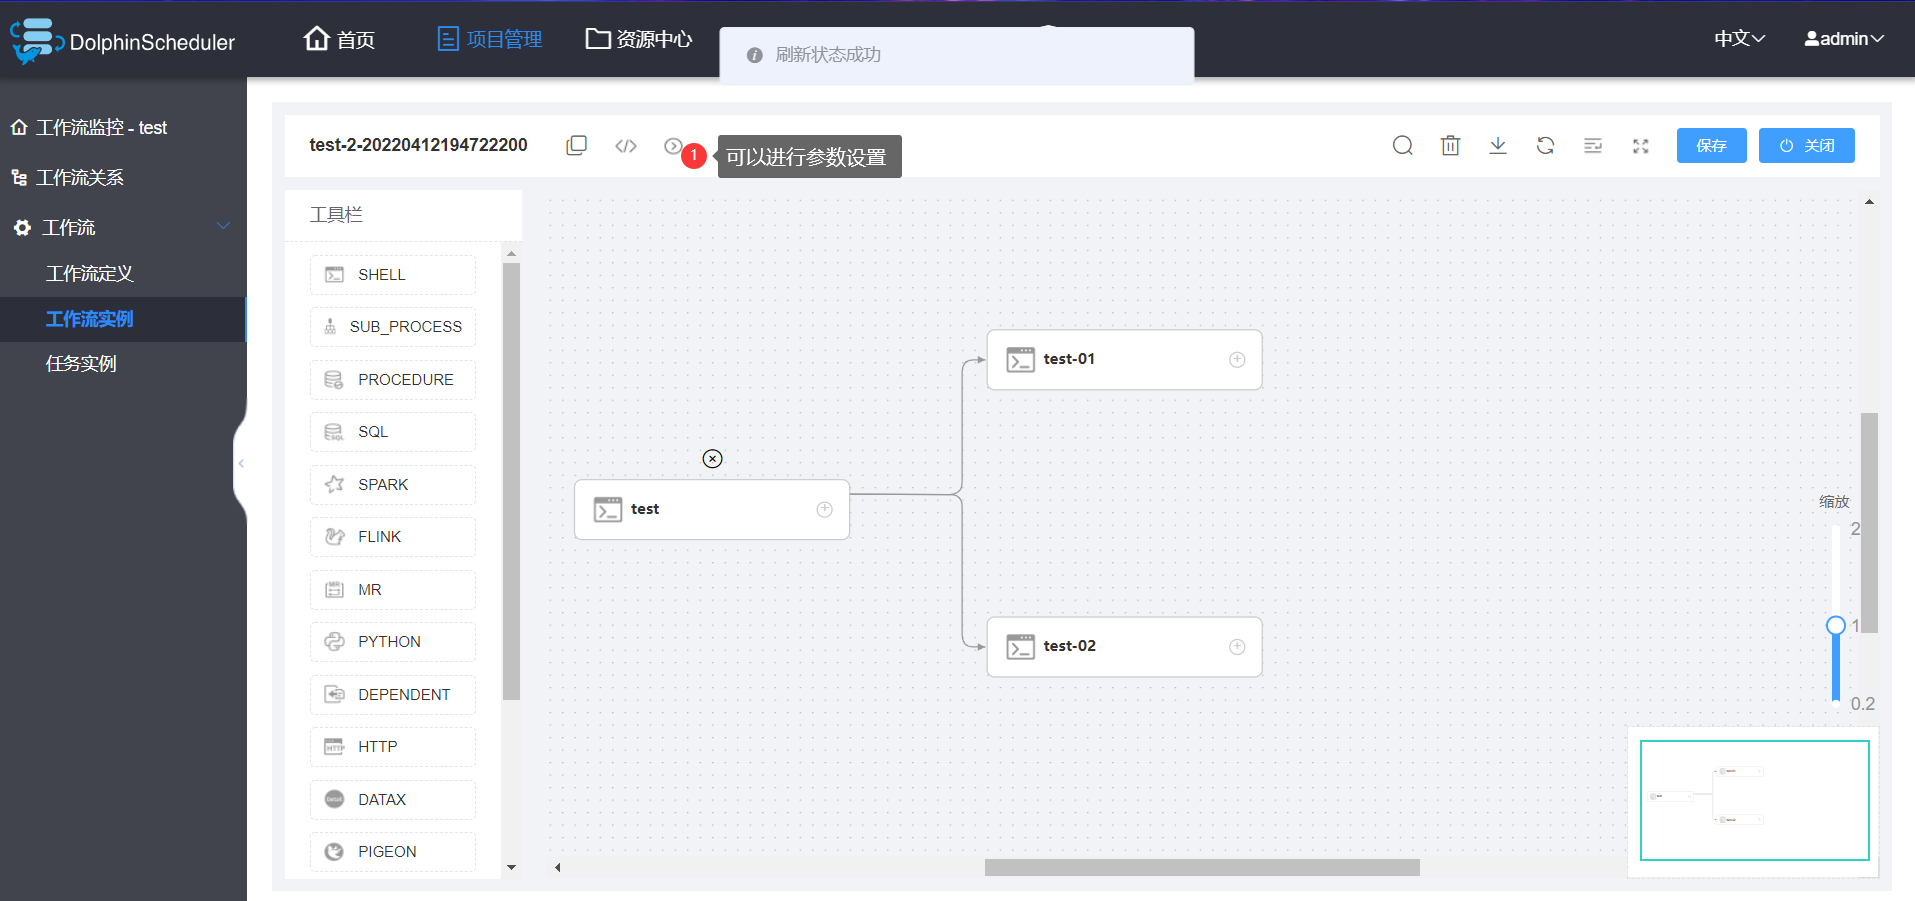 DolphinScheduler
首页
项目管理
资源中心
刷新状态成功
中文
admin
工作流监控 - test
工作流关系
工作流
工作流定义
工作流实例
任务实例
test-2-20220412194722200
1
可以进行参数设置
保存
关闭
工具栏
SHELL
SUB_PROCESS
PROCEDURE
SQL
SPARK
FLINK
MR
PYTHON
DEPENDENT
HTTP
DATAX
PIGEON
test
test-01
test-02
缩放
2
1
0.2